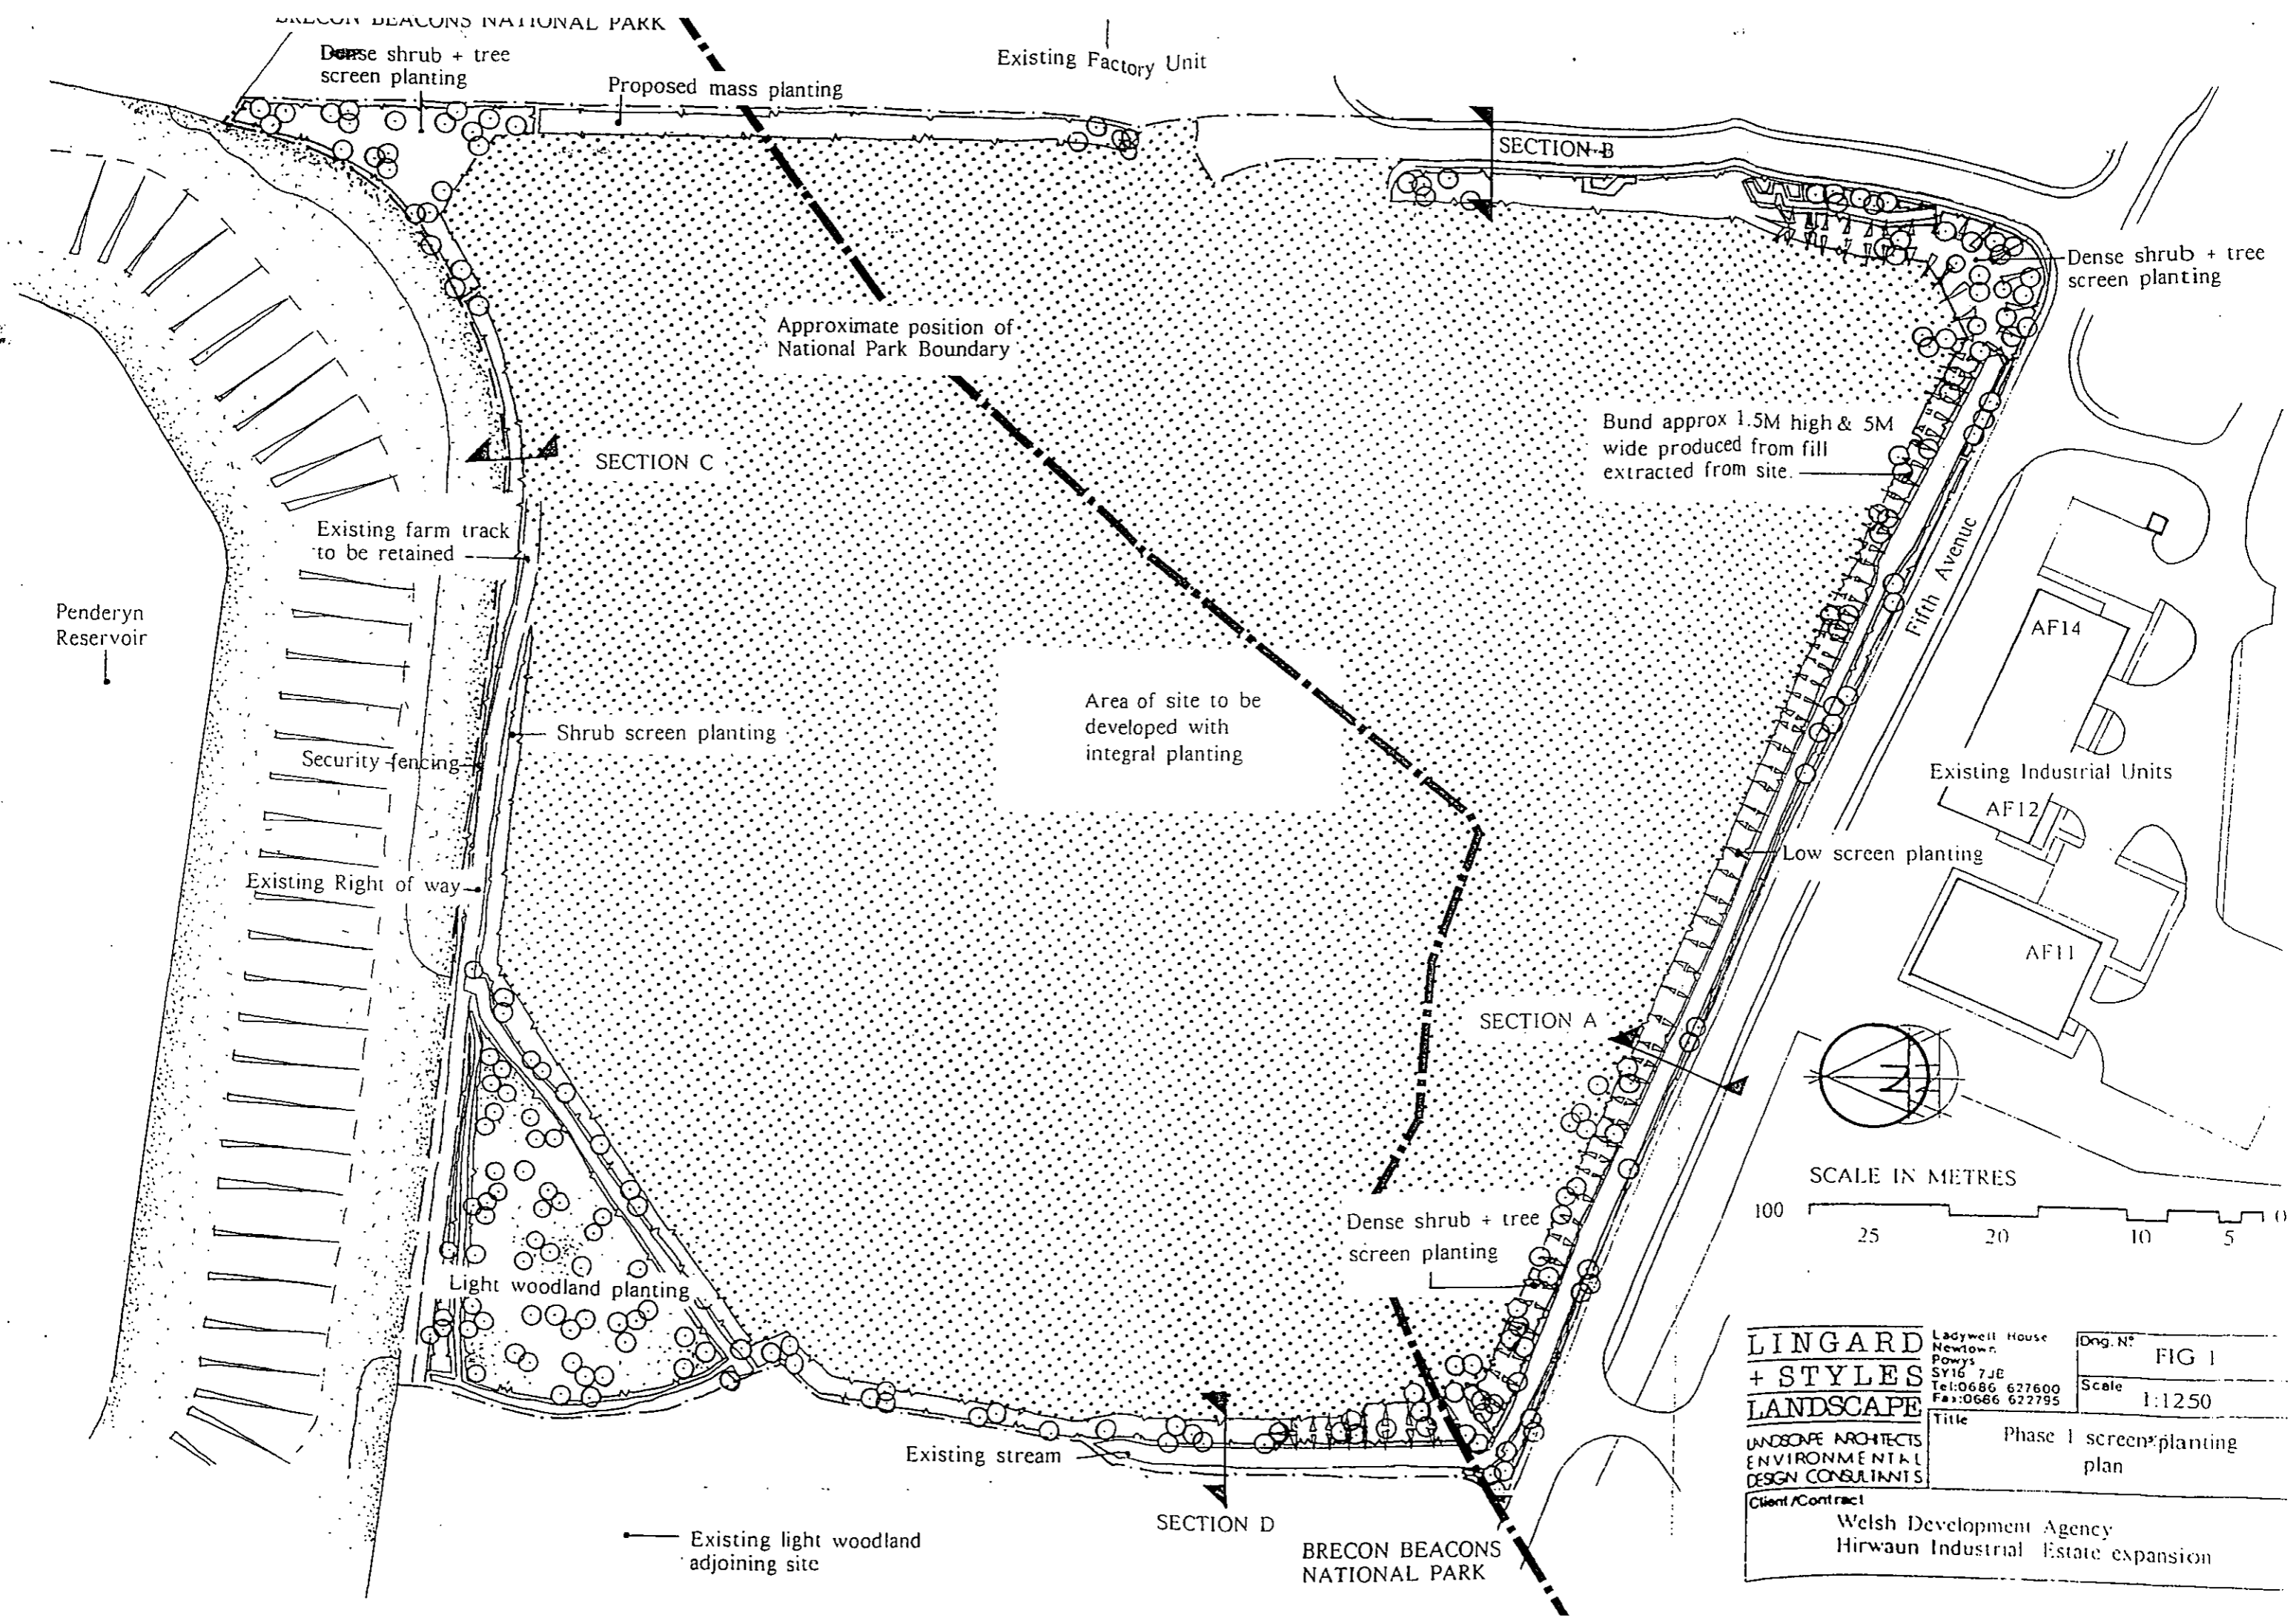 BRECON BEACONS NATIONAL PARK
Dense shrub + tree
screen planting
Proposed mass planting
Existing Factory Unit
SECTION B
Dense shrub + tree
screen planting
Approximate position of
National Park Boundary
Bund approx 1.5M high & 5M
wide produced from fill
extracted from site.
SECTION C
Existing farm track
to be retained
Fifth Avenue
Penderyn
Reservoir
AF14
Area of site to be
developed with
integral planting
Shrub screen planting
Security fencing
Existing Industrial Units
AF12
Low screen planting
Existing Right of way
AF11
SECTION A
N
SCALE IN METRES
100
25
20
10
5
0
Dense shrub + tree
screen planting
Light woodland planting
Existing stream
SECTION D
Existing light woodland
adjoining site
BRECON BEACONS
NATIONAL PARK
LINGARD
+ STYLES
LANDSCAPE
LANDSCAPE ARCHITECTS
ENVIRONMENTAL
DESIGN CONSULTANTS
Ladywell House
Newtown
Powys
SY16 7JB
Tel:0686 627600
Fax:0686 622795
Drg. Nº
FIG 1
Scale
1:1250
Title
Phase 1 screen planting
plan
Client/Contract
Welsh Development Agency
Hirwaun Industrial Estate expansion